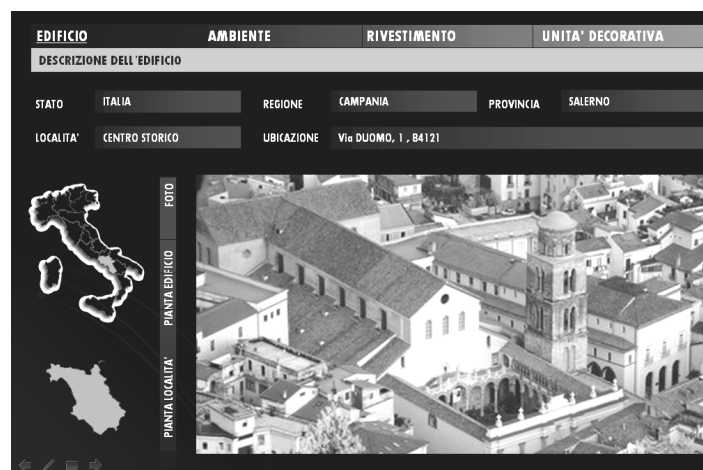 EDIFICIO AMBIENTE RIVESTIMENTO UNITA' DECORATIVA
DESCRIZIONE DELL'EDIFICIO
STATO ITALIA REGIONE CAMPANIA PROVINCIA SALERNO
LOCALITA' CENTRO STORICO UBICAZIONE Via DUOMO, 1 , 84121
FOTO
PIANTA EDIFICIO
PIANTA LOCALITA'